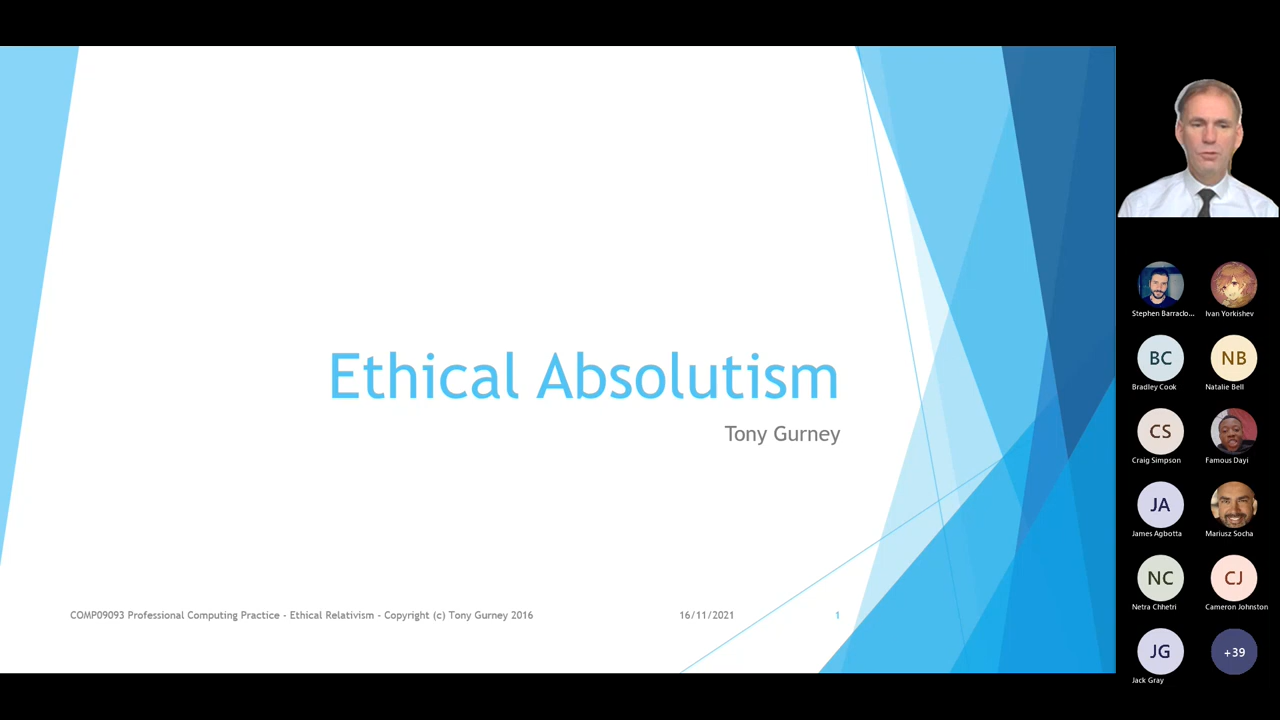 Ethical Absolutism
Tony Gurney
COMP09093 Professional Computing Practice - Ethical Relativism - Copyright (c) Tony Gurney 2016
16/11/2021
1
Stephen Barraclo...
Ivan Yorkishev
BC
NB
Bradley Cook
Natalie Bell
CS
Craig Simpson
Famous Dayi
JA
James Agbotta
Mariusz Socha
NC
CJ
Netra Chhetri
Cameron Johnston
JG
+39
Jack Gray